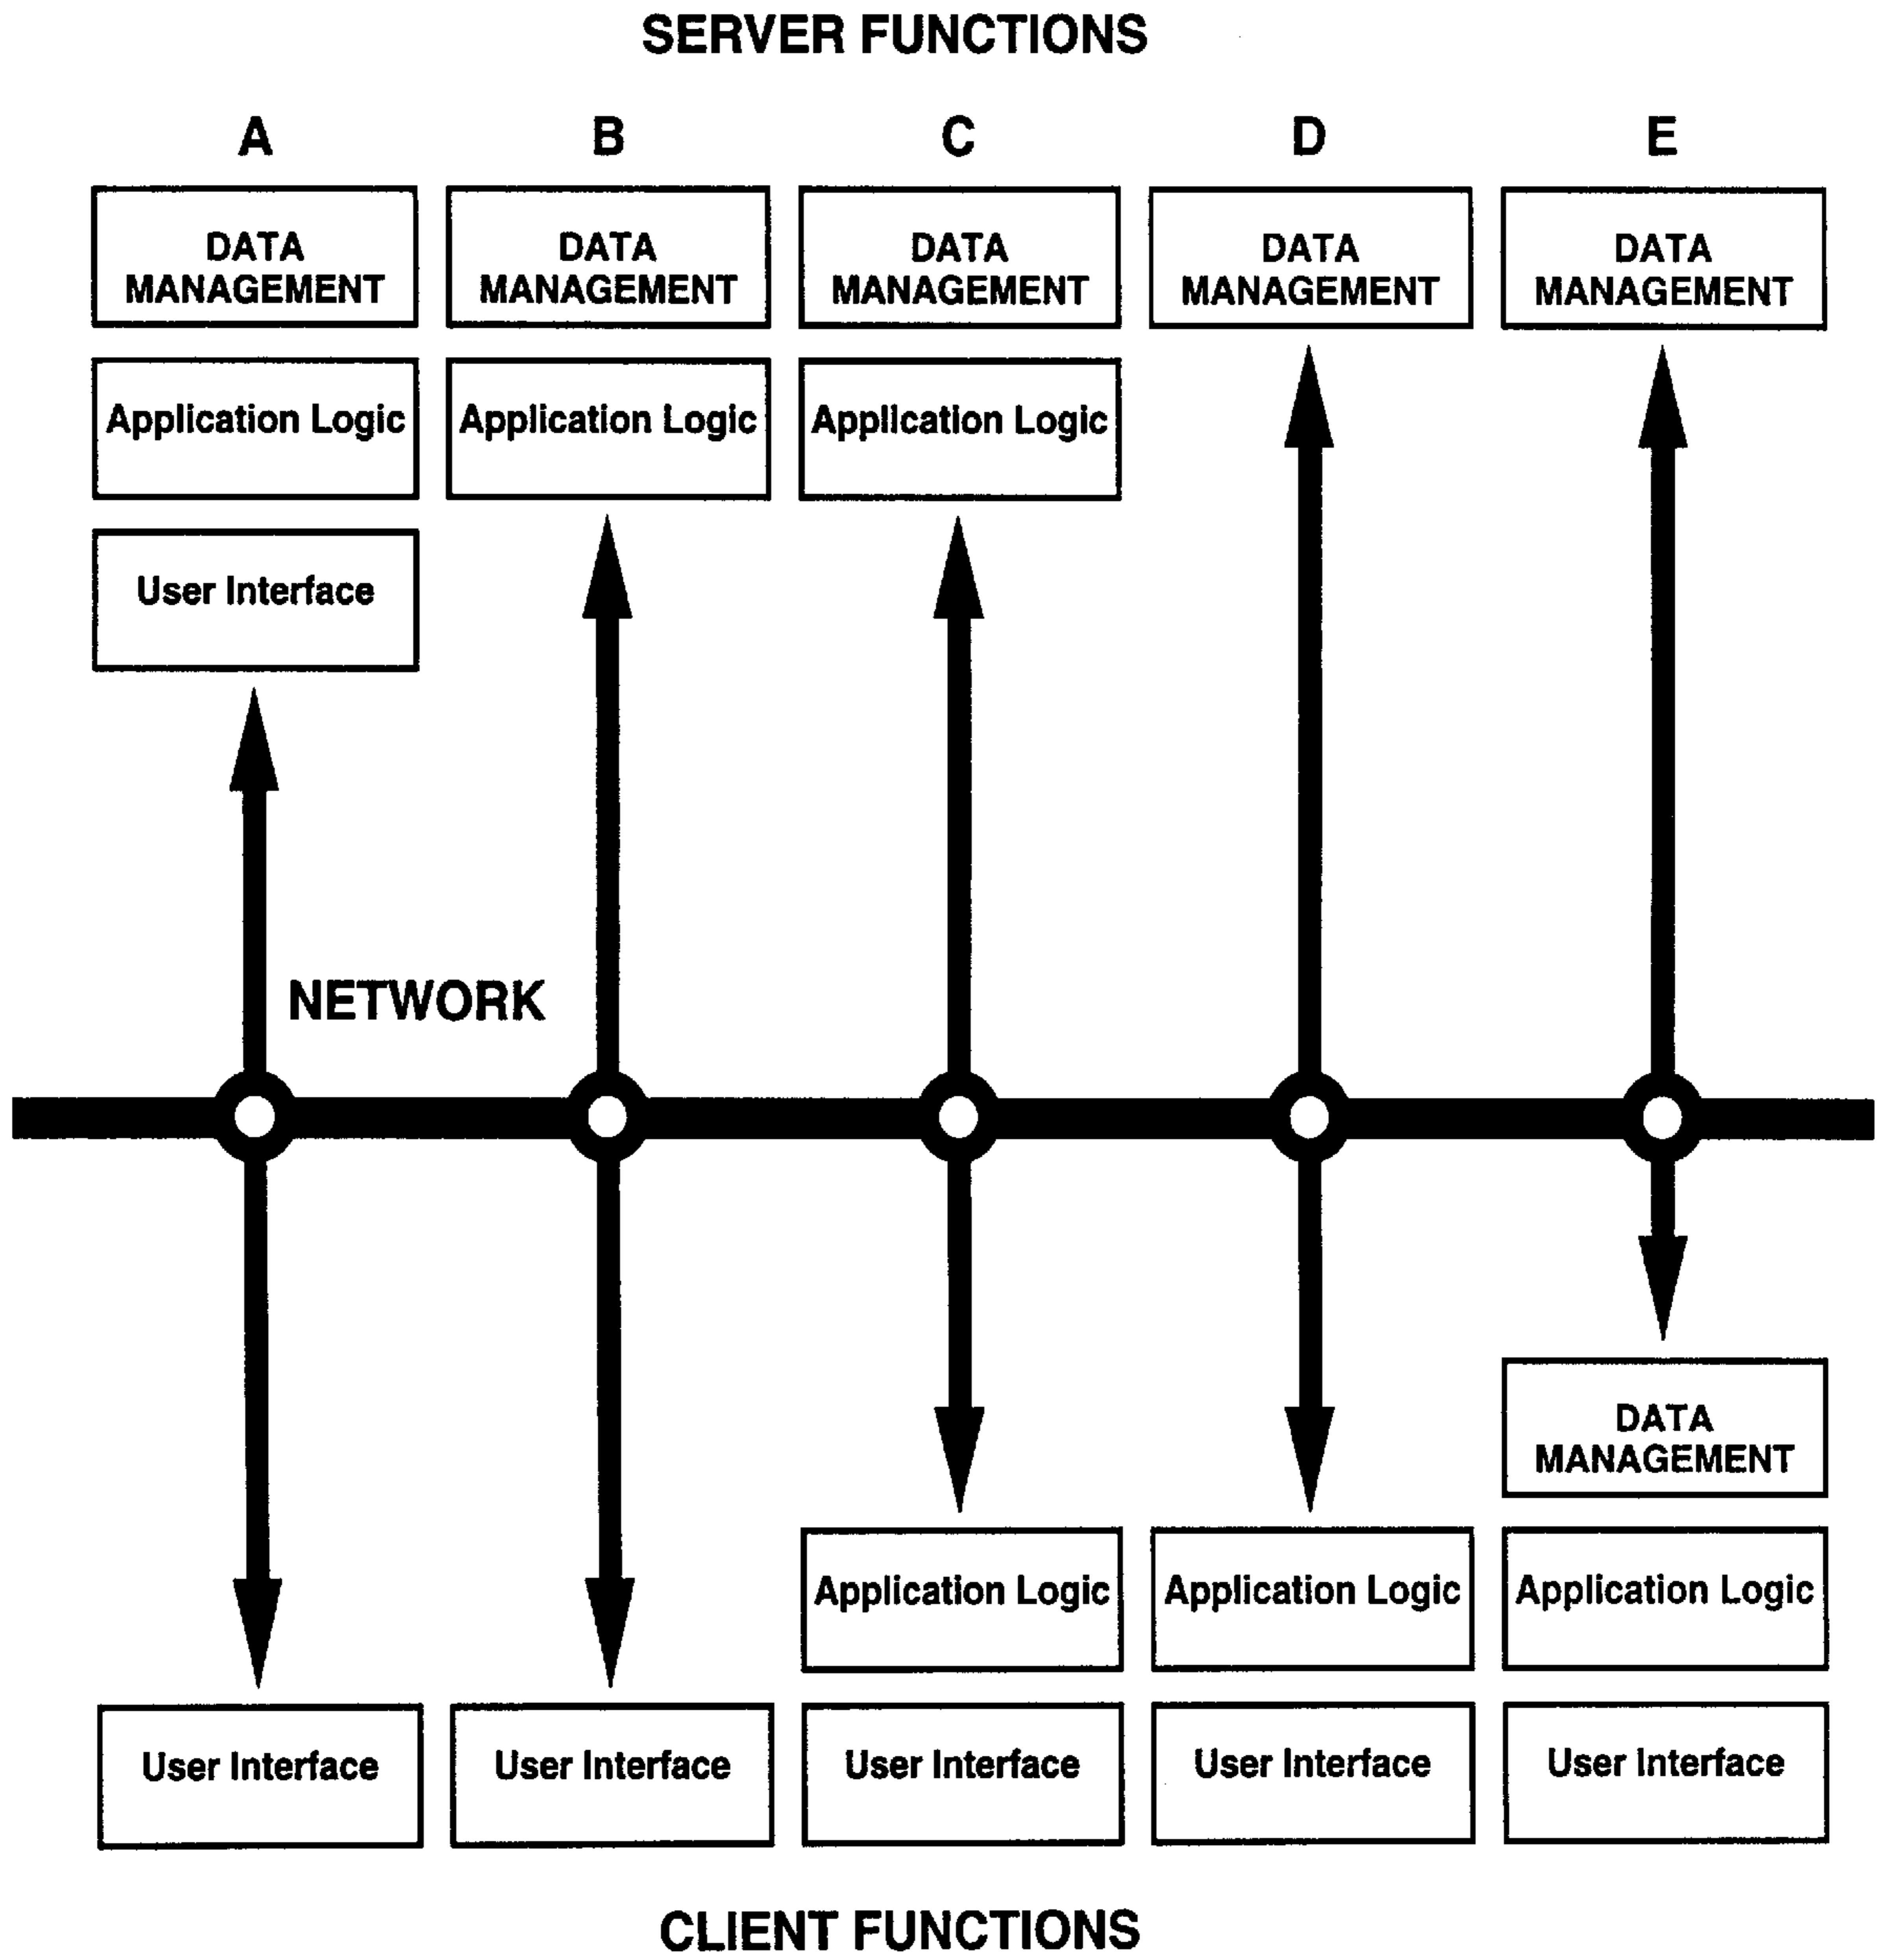 SERVER FUNCTIONS
A B C D E
DATA
MANAGEMENT
DATA
MANAGEMENT
DATA
MANAGEMENT
DATA
MANAGEMENT
DATA
MANAGEMENT
Application Logic
Application Logic
Application Logic
User Interface
NETWORK
DATA
MANAGEMENT
Application Logic
Application Logic
Application Logic
User Interface
User Interface
User Interface
User Interface
User Interface
CLIENT FUNCTIONS